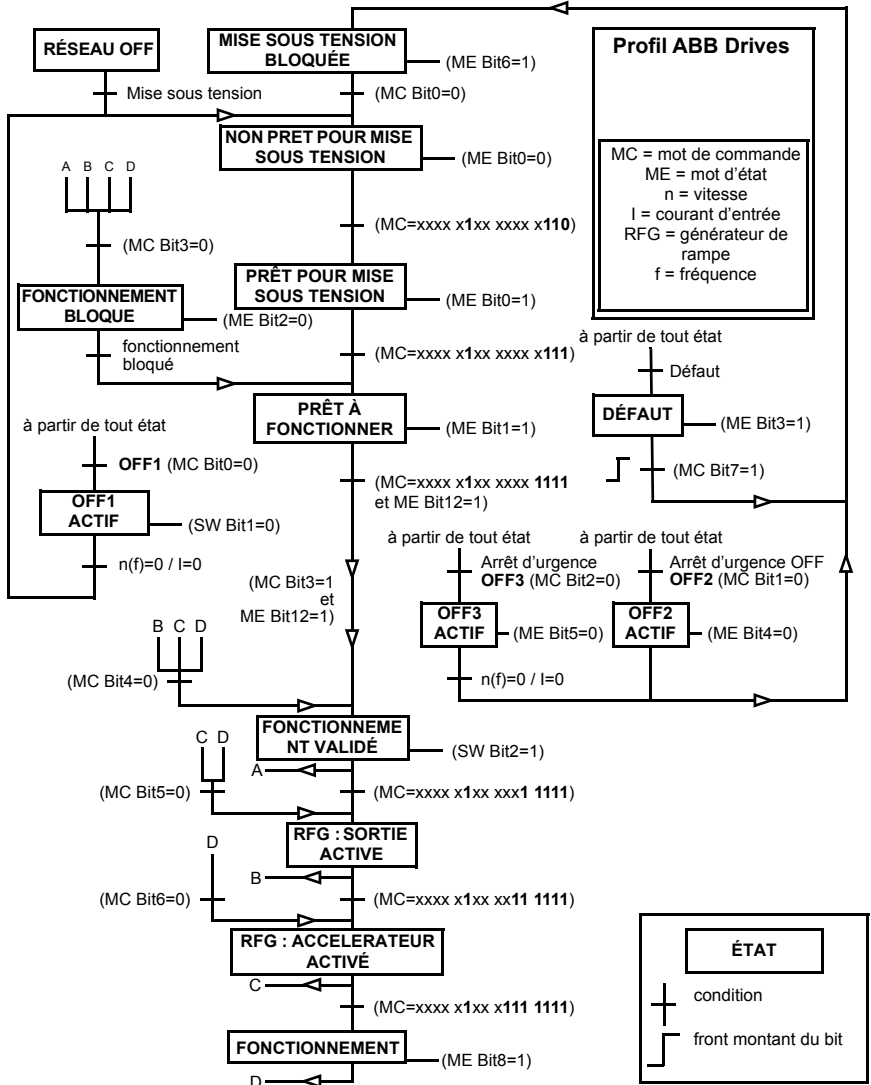 RÉSEAU OFF
MISE SOUS TENSION
BLOQUÉE
(ME Bit6=1)
Mise sous tension
(MC Bit0=0)
NON PRET POUR MISE
SOUS TENSION
(ME Bit0=0)
A B C D
(MC=xxxx x1xx xxxx x110)
(MC Bit3=0)
PRÊT POUR MISE
SOUS TENSION
(ME Bit0=1)
FONCTIONNEMENT
BLOQUE
(ME Bit2=0)
fonctionnement
bloqué
(MC=xxxx x1xx xxxx x111)
PRÊT À
FONCTIONNER
(ME Bit1=1)
Profil ABB Drives
MC = mot de commande
ME = mot d'état
n = vitesse
I = courant d'entrée
RFG = générateur de
rampe
f = fréquence
à partir de tout état
Défaut
DÉFAUT
(ME Bit3=1)
(MC Bit7=1)
à partir de tout état
OFF1 (MC Bit0=0)
OFF1
ACTIF
(SW Bit1=0)
n(f)=0 / I=0
(MC=xxxx x1xx xxxx 1111
et ME Bit12=1)
(MC Bit3=1
et
ME Bit12=1)
à partir de tout état
Arrêt d'urgence
OFF3 (MC Bit2=0)
OFF3
ACTIF
(ME Bit5=0)
n(f)=0 / I=0
à partir de tout état
Arrêt d'urgence OFF
OFF2 (MC Bit1=0)
OFF2
ACTIF
(ME Bit4=0)
B C D
(MC Bit4=0)
FONCTIONNEME
NT VALIDÉ
(SW Bit2=1)
A
C D
(MC Bit5=0)
(MC=xxxx x1xx xxx1 1111)
RFG : SORTIE
ACTIVE
B
D
(MC Bit6=0)
(MC=xxxx x1xx xx11 1111)
RFG : ACCELERATEUR
ACTIVÉ
C
(MC=xxxx x1xx x111 1111)
FONCTIONNEMENT
(ME Bit8=1)
D
ÉTAT
condition
front montant du bit